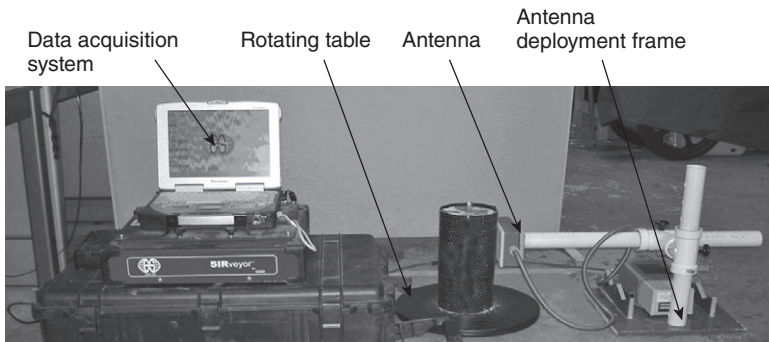 Data acquisition
system
Rotating table
Antenna
Antenna
deployment frame
SIRveyor